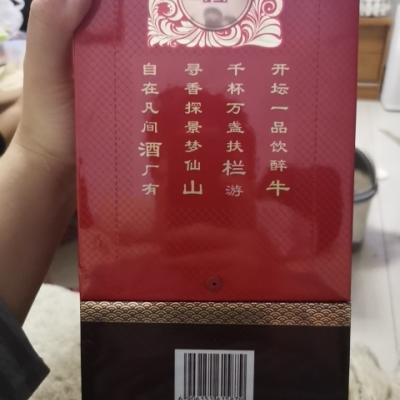 开坛一品饮醉牛
千杯万盏扶栏游
寻香探景梦仙山
自在凡间酒厂有